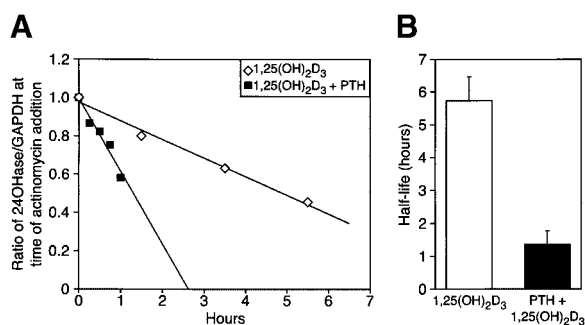 A
Ratio of 24OHase/GAPDH at
time of actinomycin addition
1.2
1.0
0.8
0.6
0.4
0.2
0
0 1 2 3 4 5 6 7
Hours
1,25(OH)₂D₃
1,25(OH)₂D₃ + PTH
B
Half-life (hours)
7
6
5
4
3
2
1
0
1,25(OH)₂D₃
PTH +
1,25(OH)₂D₃